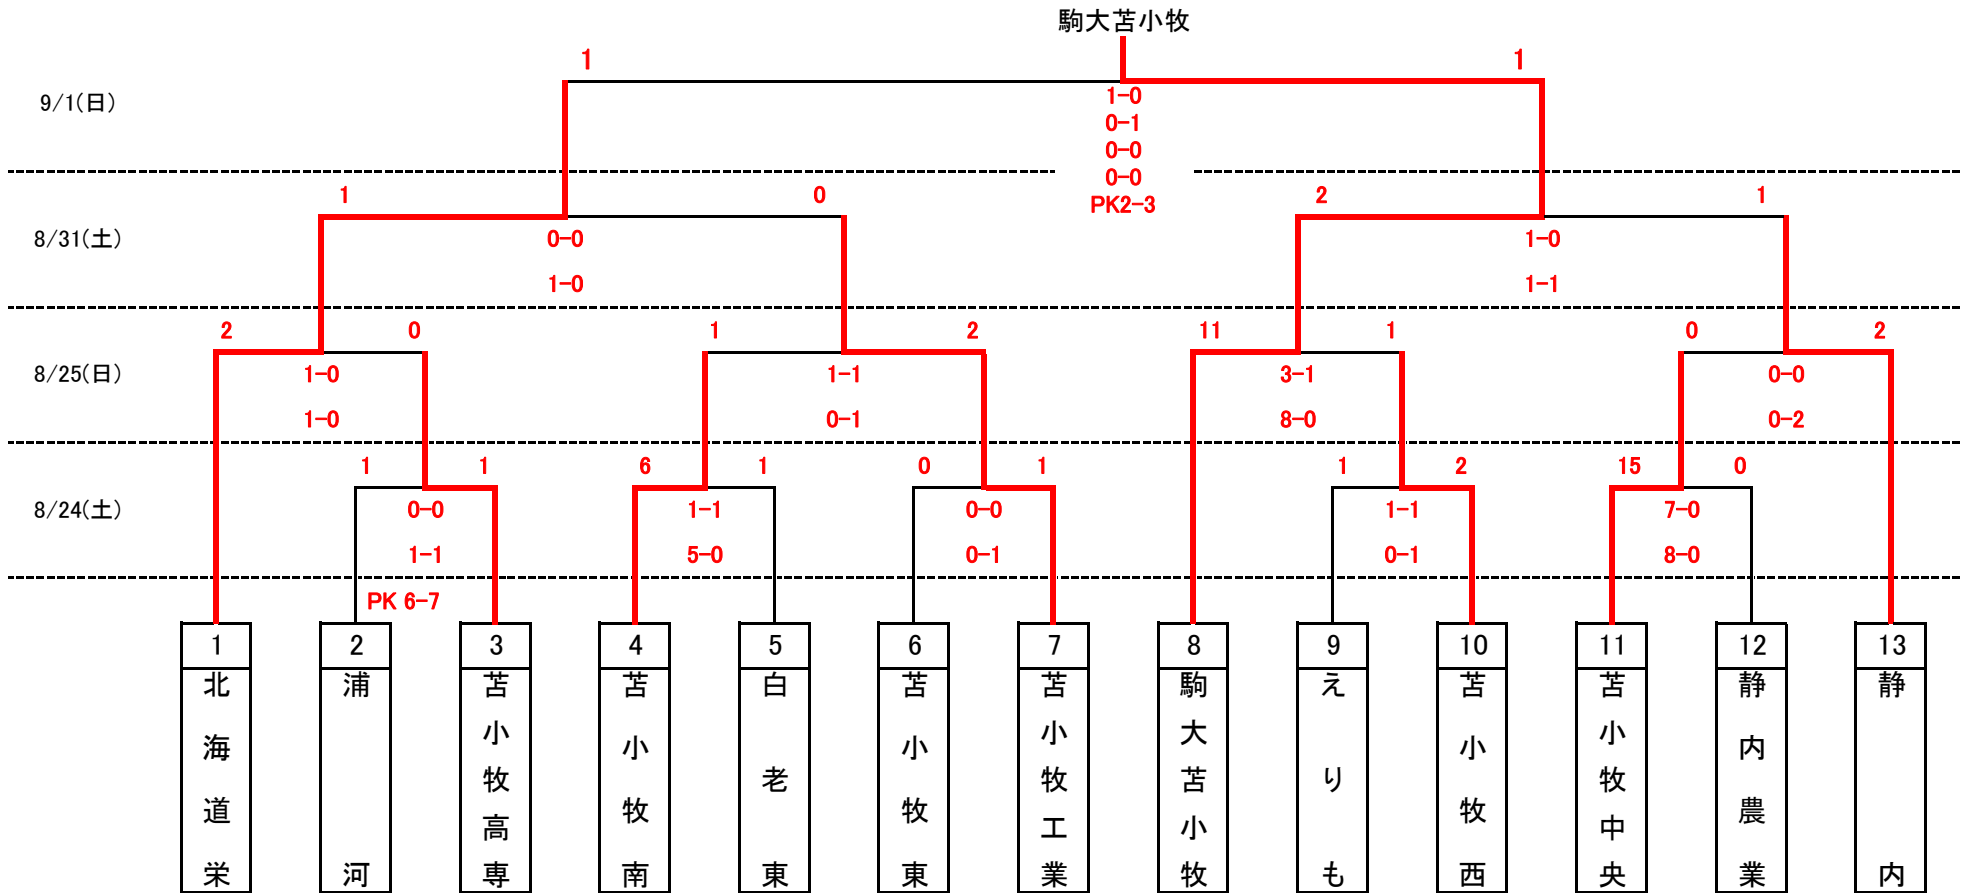 駒大苫小牧
1 1
9/1(日)
1-0
0-1
0-0
0-0
PK2-3
1 0 2 1
8/31(土)
0-0 1-0
1-0 1-1
2 0 1 2 11 1 0 2
8/25(日)
1-0 1-1 3-1 0-0
1-0 0-1 8-0 0-2
1 1 6 1 0 1 1 2 15 0
8/24(土)
0-0 1-1 0-0 1-1 7-0
1-1 5-0 0-1 0-1 8-0
PK 6-7
1 2 3 4 5 6 7 8 9 10 11 12 13
北海道栄
浦河
苫小牧高専
苫小牧南
白老東
苫小牧東
苫小牧工業
駒大苫小牧
えりも
苫小牧西
苫小牧中央
静内農業
静内